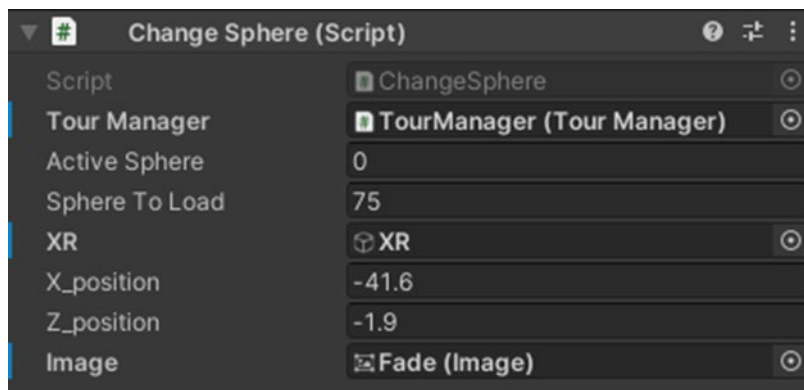 Change Sphere (Script)
Script ChangeSphere
Tour Manager TourManager (Tour Manager)
Active Sphere 0
Sphere To Load 75
XR XR
X_position -41.6
Z_position -1.9
Image Fade (Image)